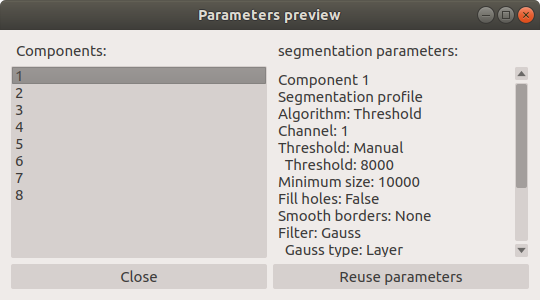 Parameters preview
Components:
1
2
3
4
5
6
7
8
segmentation parameters:
Component 1
Segmentation profile
Algorithm: Threshold
Channel: 1
Threshold: Manual
Threshold: 8000
Minimum size: 10000
Fill holes: False
Smooth borders: None
Filter: Gauss
Gauss type: Layer
Close
Reuse parameters